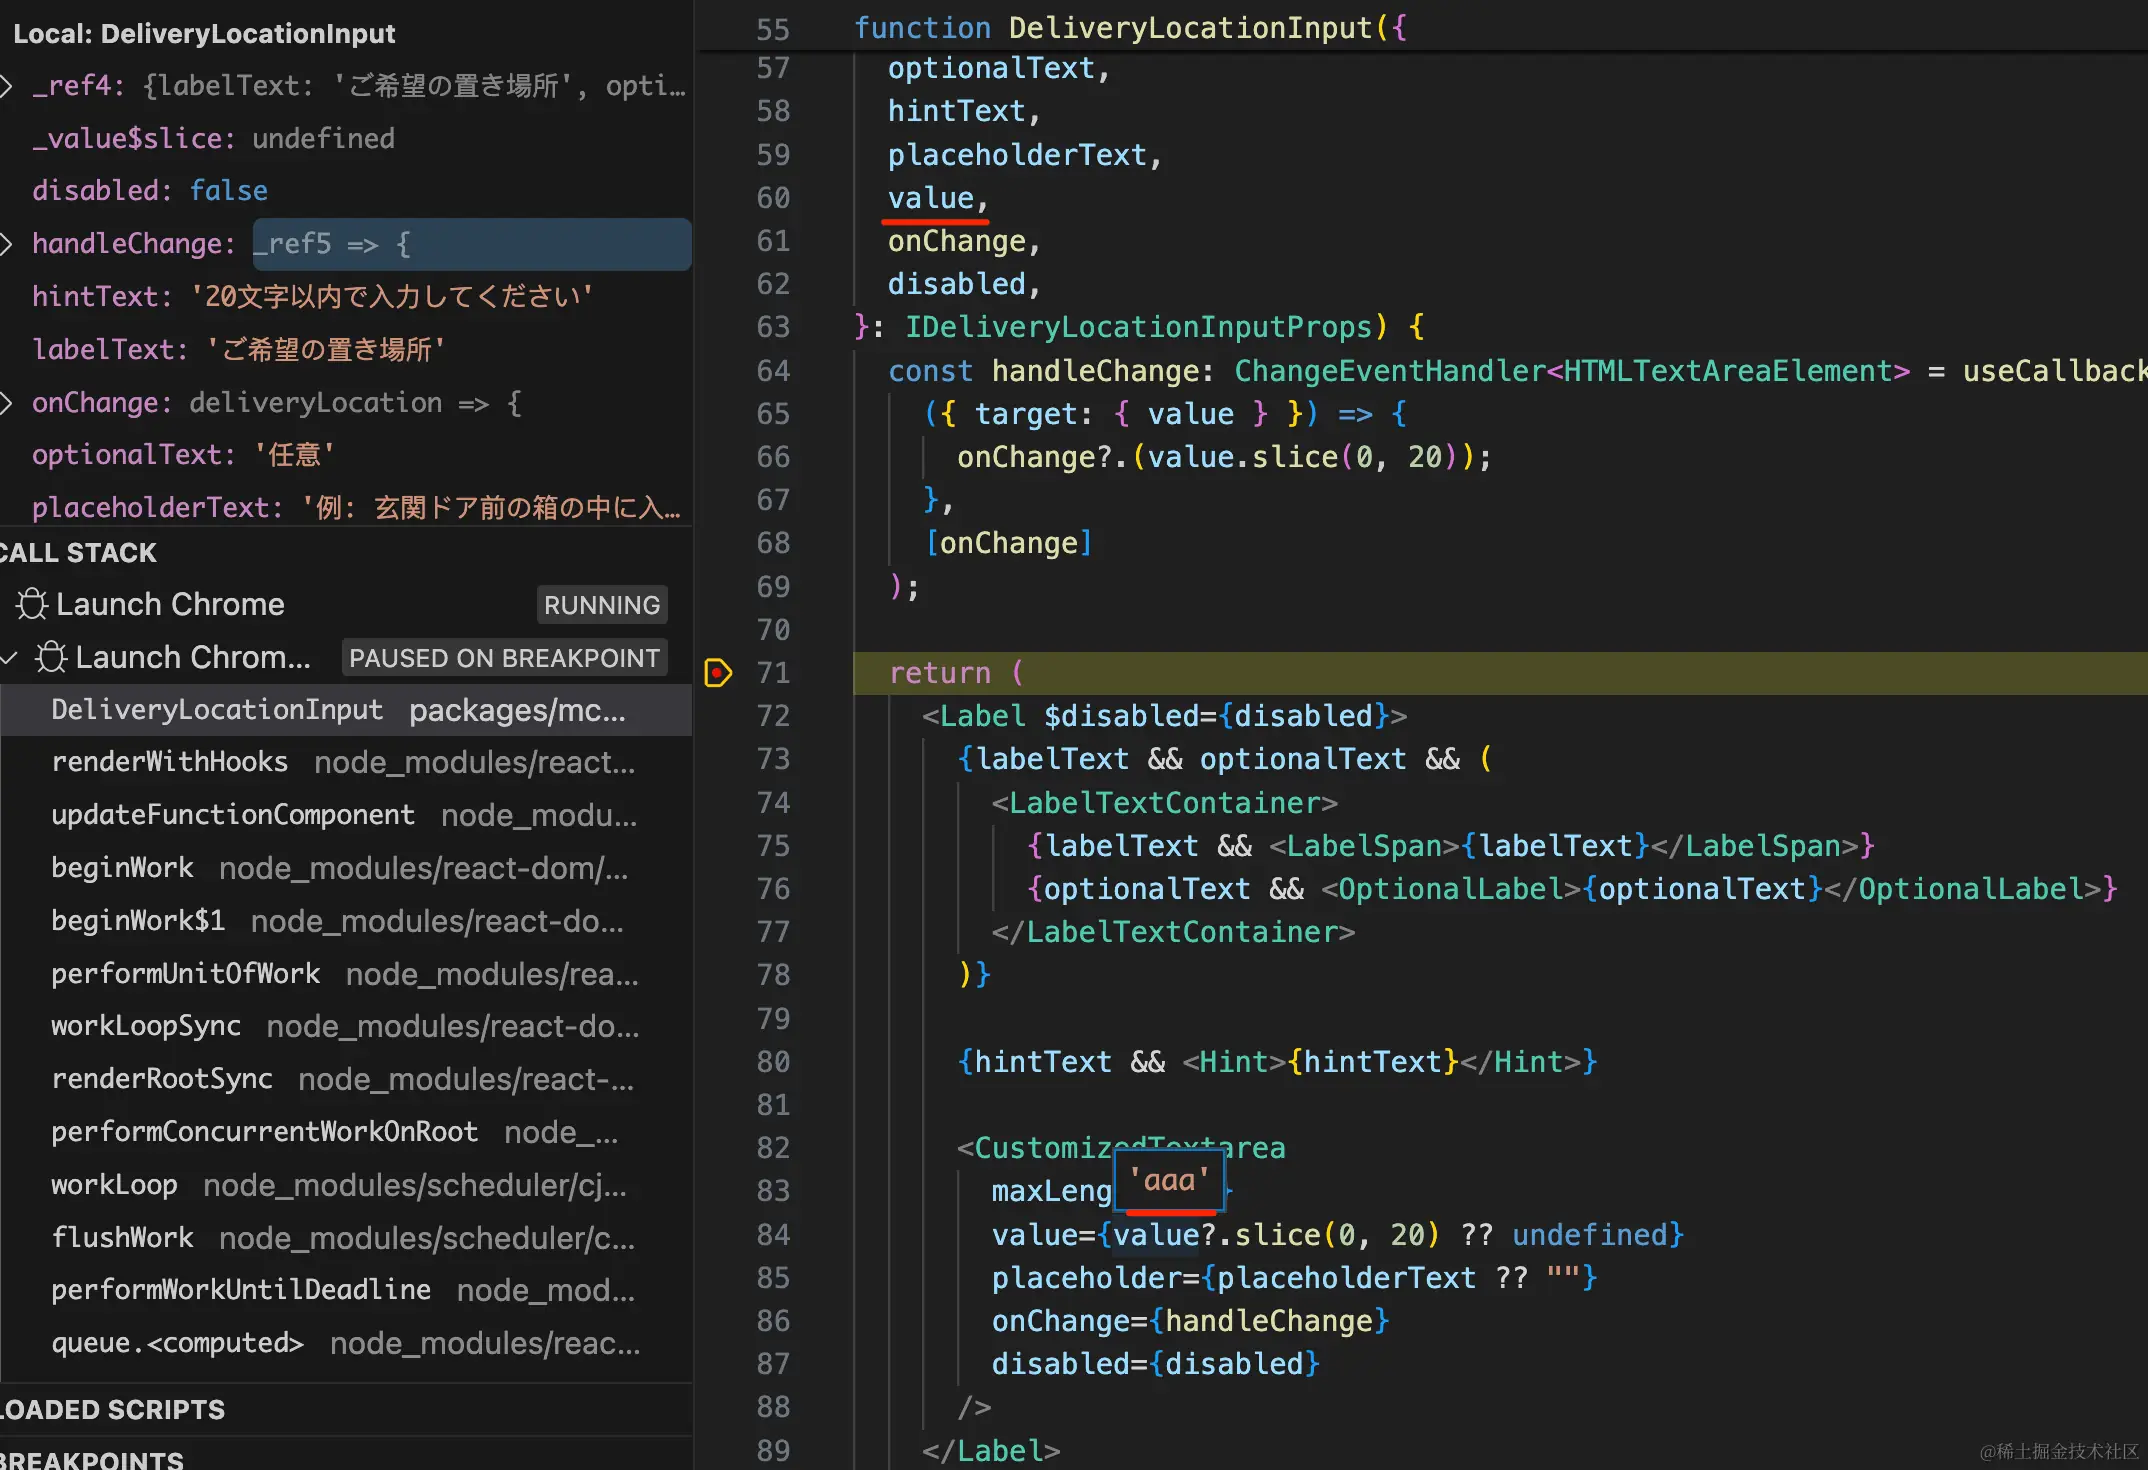 Local: DeliveryLocationInput
_ref4: {labelText: 'ご希望の置き場所', opti…
_value$slice: undefined
disabled: false
handleChange: _ref5 => {
hintText: '20文字以内で入力してください'
labelText: 'ご希望の置き場所'
onChange: deliveryLocation => {
optionalText: '任意'
placeholderText: '例: 玄関ドア前の箱の中に入…
CALL STACK
Launch Chrome RUNNING
Launch Chrom... PAUSED ON BREAKPOINT
DeliveryLocationInput packages/mc...
renderWithHooks node_modules/react...
updateFunctionComponent node_modu...
beginWork node_modules/react-dom/...
beginWork$1 node_modules/react-do...
performUnitOfWork node_modules/rea...
workLoopSync node_modules/react-do...
renderRootSync node_modules/react-...
performConcurrentWorkOnRoot node_...
workLoop node_modules/scheduler/cj...
flushWork node_modules/scheduler/c...
performWorkUntilDeadline node_mod...
queue.<computed> node_modules/reac...
LOADED SCRIPTS
BREAKPOINTS
55 function DeliveryLocationInput({
57 optionalText,
58 hintText,
59 placeholderText,
60 value,
61 onChange,
62 disabled,
63 }: IDeliveryLocationInputProps) {
64 const handleChange: ChangeEventHandler<HTMLTextAreaElement> = useCallback
65 ({ target: { value } }) => {
66 onChange?.(value.slice(0, 20));
67 },
68 [onChange]
69 );
70
71 return (
72 <Label $disabled={disabled}>
73 {labelText && optionalText && (
74 <LabelTextContainer>
75 {labelText && <LabelSpan>{labelText}</LabelSpan>}
76 {optionalText && <OptionalLabel>{optionalText}</OptionalLabel>}
77 </LabelTextContainer>
78 )}
79
80 {hintText && <Hint>{hintText}</Hint>}
81
82 <CustomizedTextarea
'aaa'
83 maxLeng }
84 value={value?.slice(0, 20) ?? undefined}
85 placeholder={placeholderText ?? ""}
86 onChange={handleChange}
87 disabled={disabled}
88 />
89 </Label>
@稀土掘金技术社区